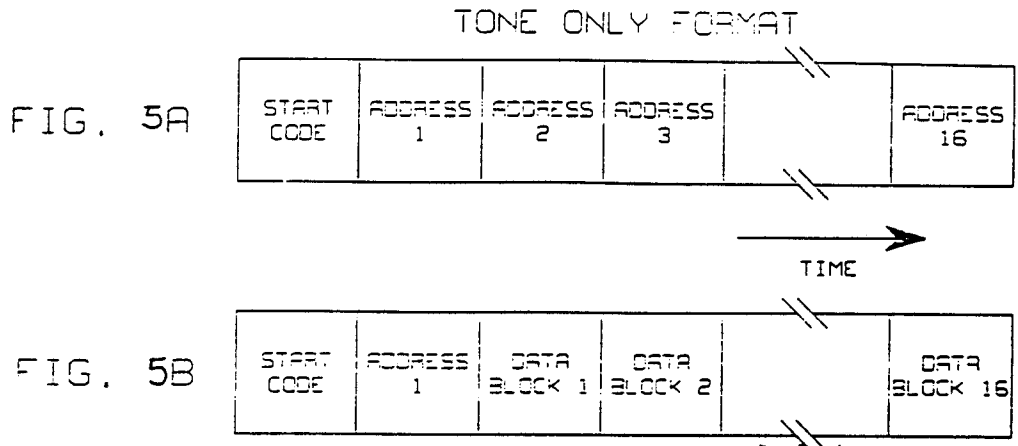 TONE ONLY FORMAT
FIG. 5A
START CODE
ADDRESS 1
ADDRESS 2
ADDRESS 3
ADDRESS 16
TIME
FIG. 5B
START CODE
ADDRESS 1
DATA BLOCK 1
DATA BLOCK 2
DATA BLOCK 16